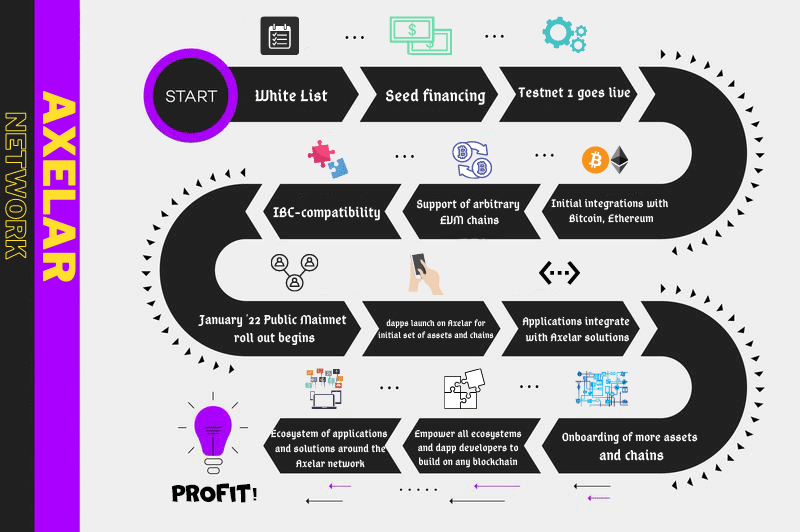 AXELAR
NETWORK
START
White List
Seed financing
Testnet 1 goes live
Initial integrations with
Bitcoin, Ethereum
Support of arbitrary
EVM chains
IBC-compatibility
January '22 Public Mainnet
roll out begins
dapps launch on Axelar for
initial set of assets and chains
Applications integrate
with Axelar solutions
Onboarding of more assets
and chains
Empower all ecosystems
and dapp developers to
build on any blockchain
Ecosystem of applications
and solutions around the
Axelar network
PROFIT!